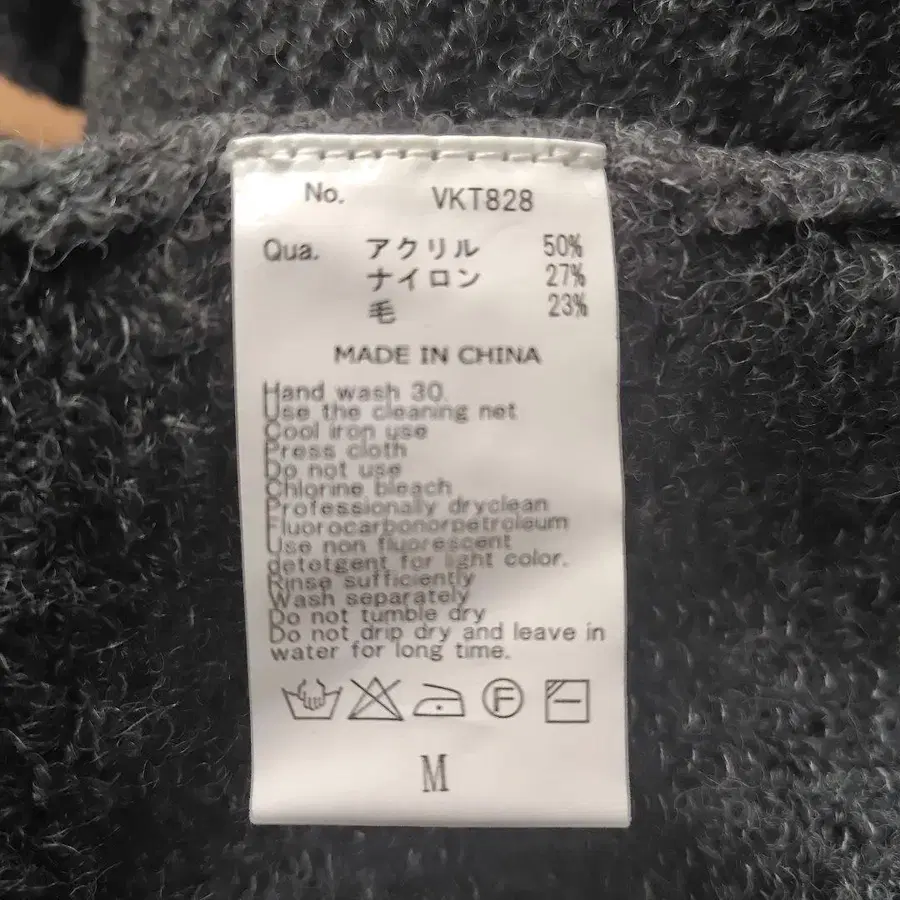 No. VKT828
Qua. アクリル 50%
ナイロン 27%
毛 23%
MADE IN CHINA
Hand wash 30.
Use the cleaning net
Cool iron use
Press cloth
Do not use
Chlorine bleach
Professionally dryclean
Fluorocarbonorpetroleum
Use non fluorescent
detotgent for light color.
Rinse sufficiently
Wash separately
Do not tumble dry
Do not drip dry and leave in
water for long time.
F
M